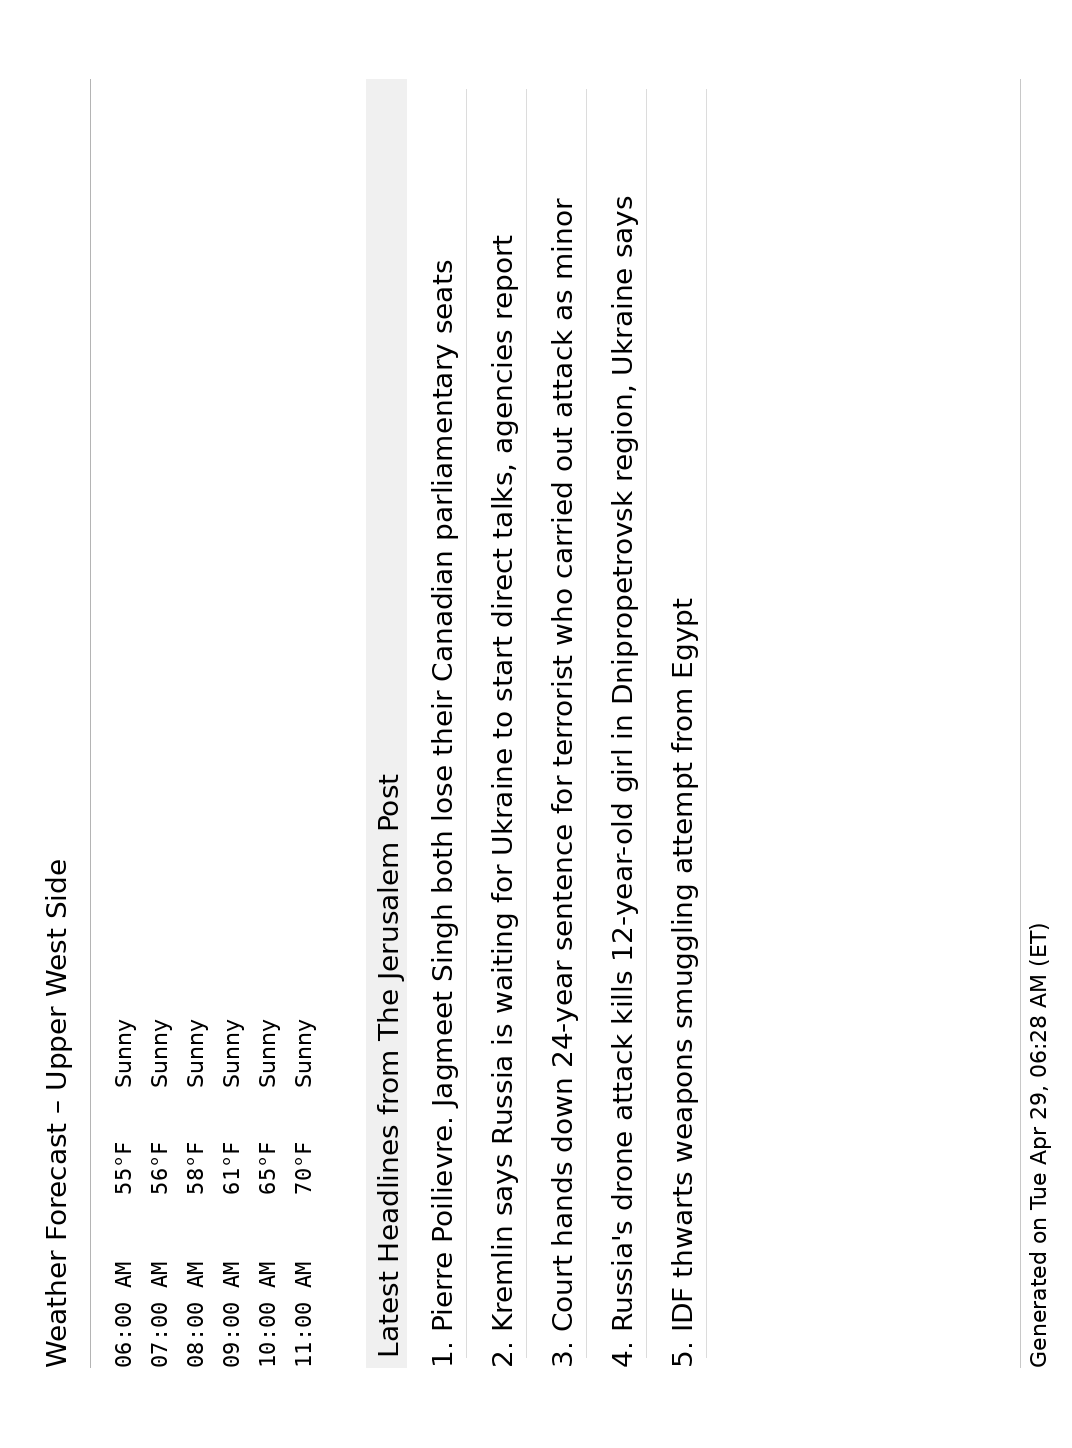 Weather Forecast – Upper West Side
06:00 AM 55°F Sunny
07:00 AM 56°F Sunny
08:00 AM 58°F Sunny
09:00 AM 61°F Sunny
10:00 AM 65°F Sunny
11:00 AM 70°F Sunny
Latest Headlines from The Jerusalem Post
1. Pierre Poilievre. Jagmeet Singh both lose their Canadian parliamentary seats
2. Kremlin says Russia is waiting for Ukraine to start direct talks, agencies report
3. Court hands down 24-year sentence for terrorist who carried out attack as minor
4. Russia's drone attack kills 12-year-old girl in Dnipropetrovsk region, Ukraine says
5. IDF thwarts weapons smuggling attempt from Egypt
Generated on Tue Apr 29, 06:28 AM (ET)